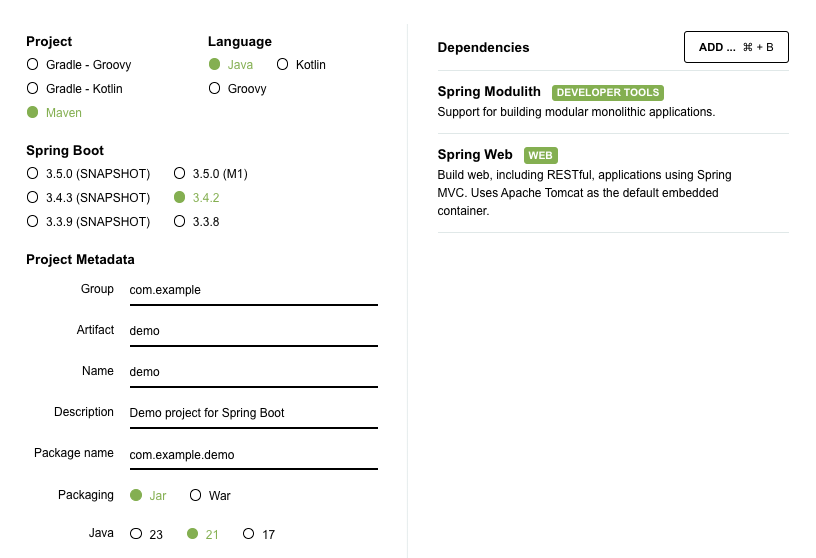 Project
Language
Gradle - Groovy
Java
Kotlin
Gradle - Kotlin
Groovy
Maven
Spring Boot
3.5.0 (SNAPSHOT)
3.5.0 (M1)
3.4.3 (SNAPSHOT)
3.4.2
3.3.9 (SNAPSHOT)
3.3.8
Project Metadata
Group com.example
Artifact demo
Name demo
Description Demo project for Spring Boot
Package name com.example.demo
Packaging Jar War
Java 23 21 17
Dependencies
ADD ... ⌘ + B
Spring Modulith DEVELOPER TOOLS
Support for building modular monolithic applications.
Spring Web WEB
Build web, including RESTful, applications using Spring
MVC. Uses Apache Tomcat as the default embedded
container.